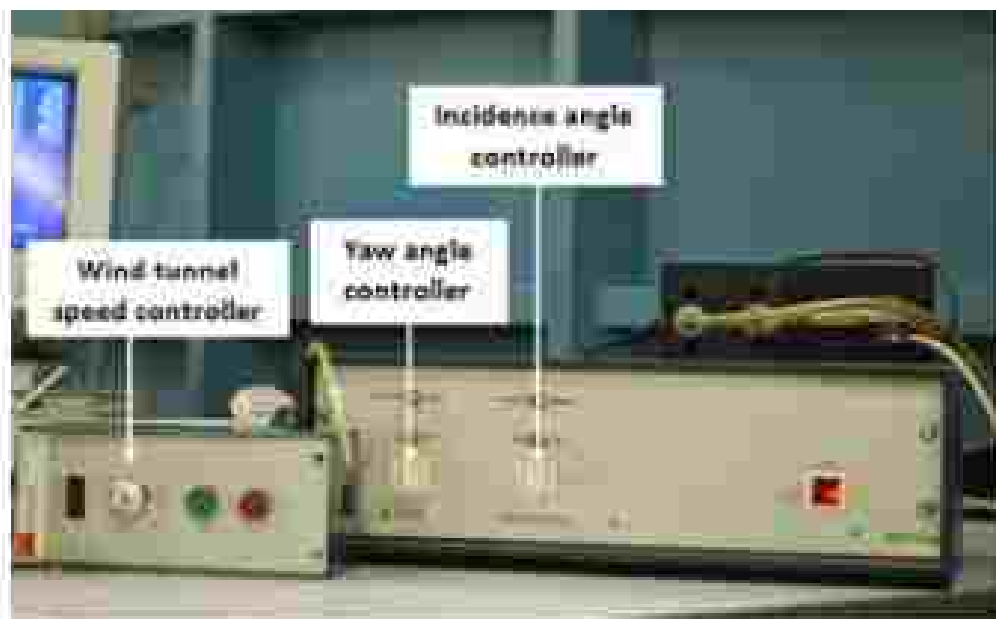 Incidence angle
controller
Yaw angle
controller
Wind tunnel
speed controller